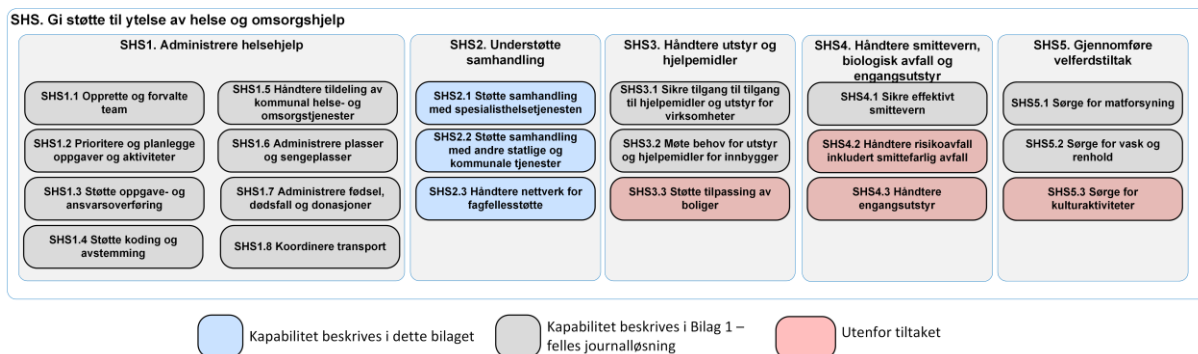 SHS. Gi støtte til ytelse av helse og omsorgshjelp
SHS1. Administrere helsehjelp
SHS1.1 Opprette og forvalte
team
SHS1.2 Prioritere og planlegge
oppgaver og aktiviteter
SHS1.3 Støtte oppgave- og
ansvarsoverføring
SHS1.4 Støtte koding og
avstemming
SHS1.5 Håndtere tildeling av
kommunal helse- og
omsorgstjenester
SHS1.6 Administrere plasser
og sengeplasser
SHS1.7 Administrere fødsel,
dødsfall og donasjoner
SHS1.8 Koordinere transport
SHS2. Understøtte
samhandling
SHS2.1 Støtte samhandling
med spesialisthelsetjenesten
SHS2.2 Støtte samhandling
med andre statlige og
kommunale tjenester
SHS2.3 Håndtere nettverk for
fagfellesstøtte
SHS3. Håndtere utstyr og
hjelpemidler
SHS3.1 Sikre tilgang til tilgang
til hjelpemidler og utstyr for
virksomheter
SHS3.2 Møte behov for utstyr
og hjelpemidler for innbygger
SHS3.3 Støtte tilpassing av
boliger
SHS4. Håndtere smittevern,
biologisk avfall og
engangsutstyr
SHS4.1 Sikre effektivt
smittevern
SHS4.2 Håndtere risikoavfall
inkludert smittefarlig avfall
SHS4.3 Håndtere
engangsutstyr
SHS5. Gjennomføre
velferdstiltak
SHS5.1 Sørge for matforsyning
SHS5.2 Sørge for vask og
renhold
SHS5.3 Sørge for
kulturaktiviteter
Kapabilitet beskrives i dette bilaget
Kapabilitet beskrives i Bilag 1 –
felles journalløsning
Utenfor tiltaket